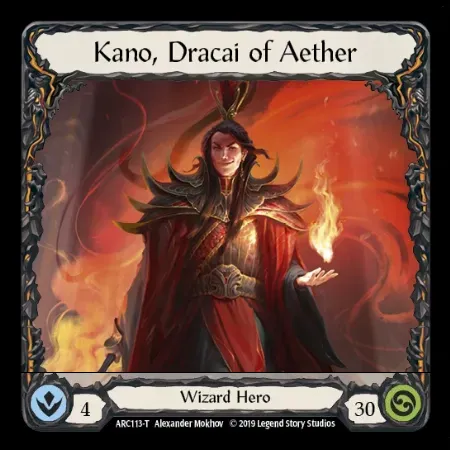 Kano, Dracai of Aether
4
Wizard Hero
30
ARC113-T Alexander Mokhov © 2019 Legend Story Studios